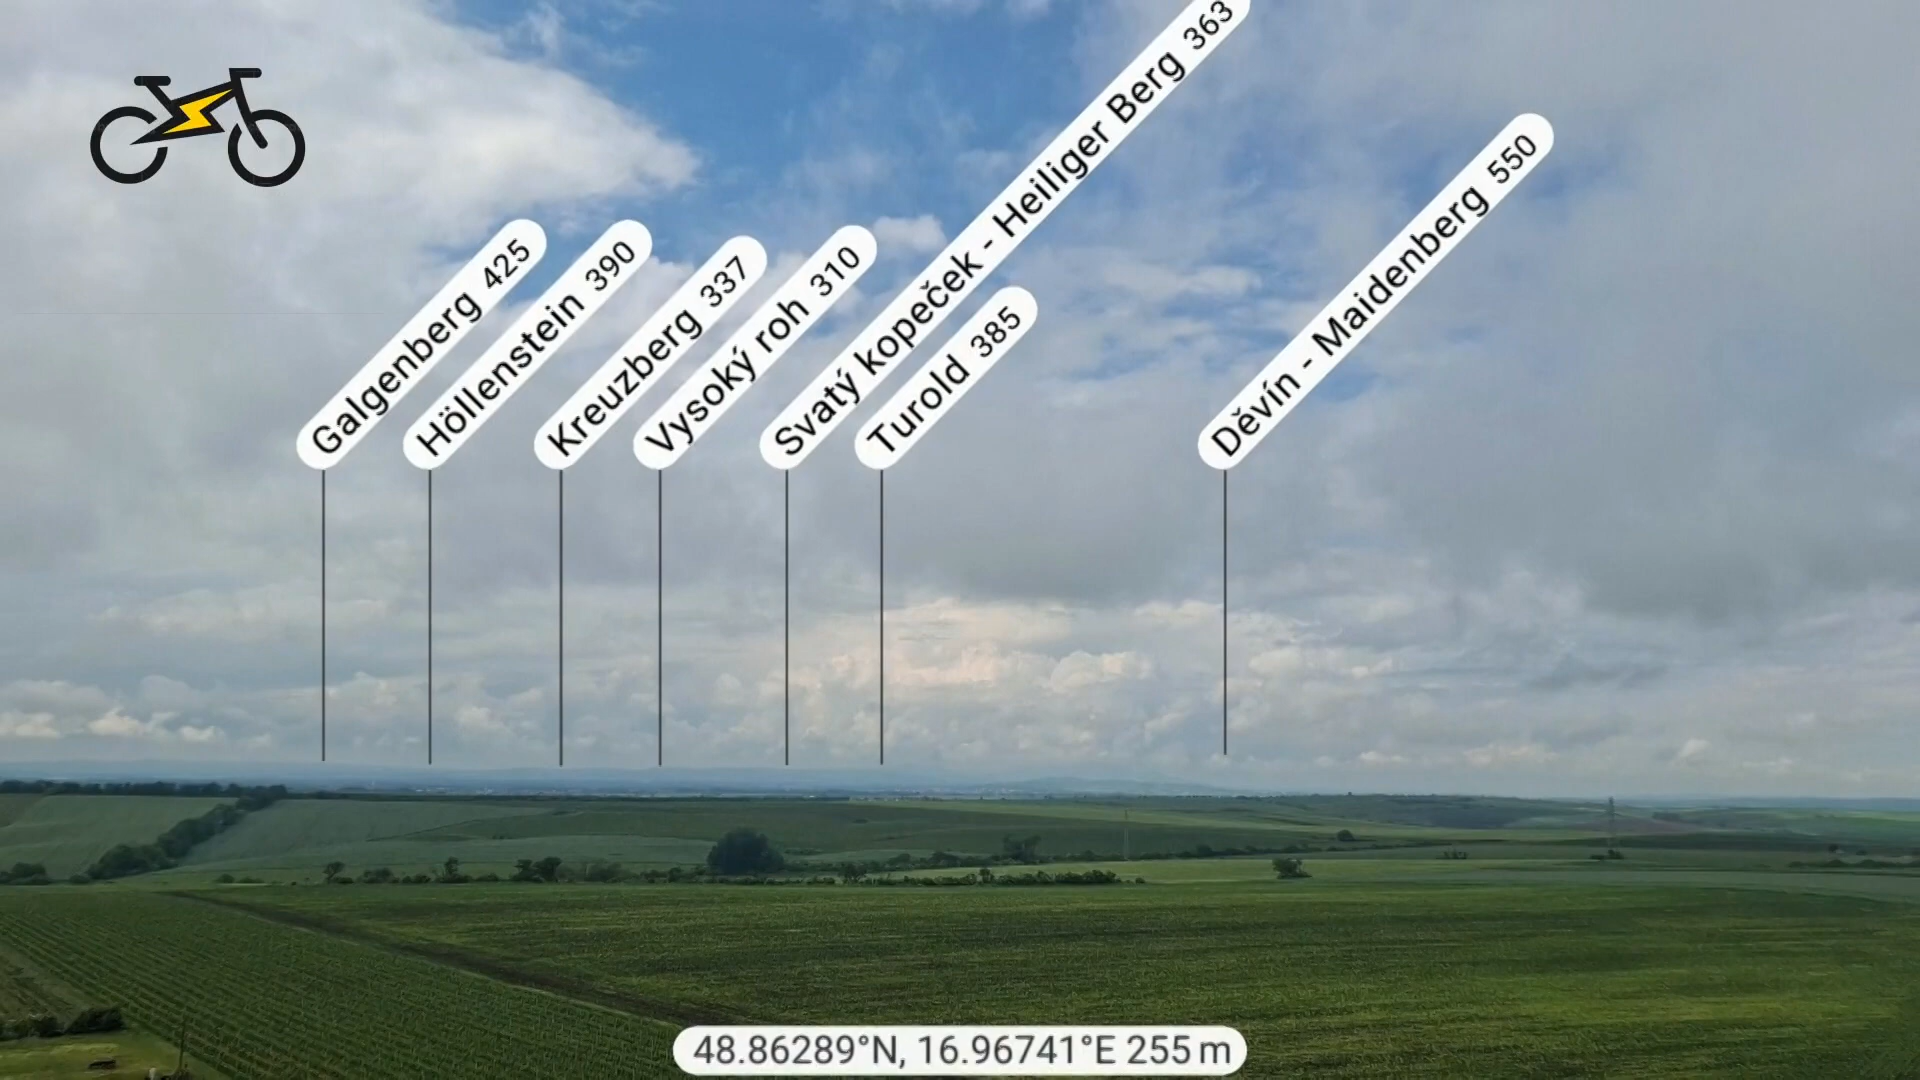 Galgenberg 425
Höllenstein 390
Kreuzberg 337
Vysoký roh 310
Svatý kopeček - Heiliger Berg 363
Turold 385
Děvín - Maidenberg 550
48.86289°N, 16.96741°E 255 m